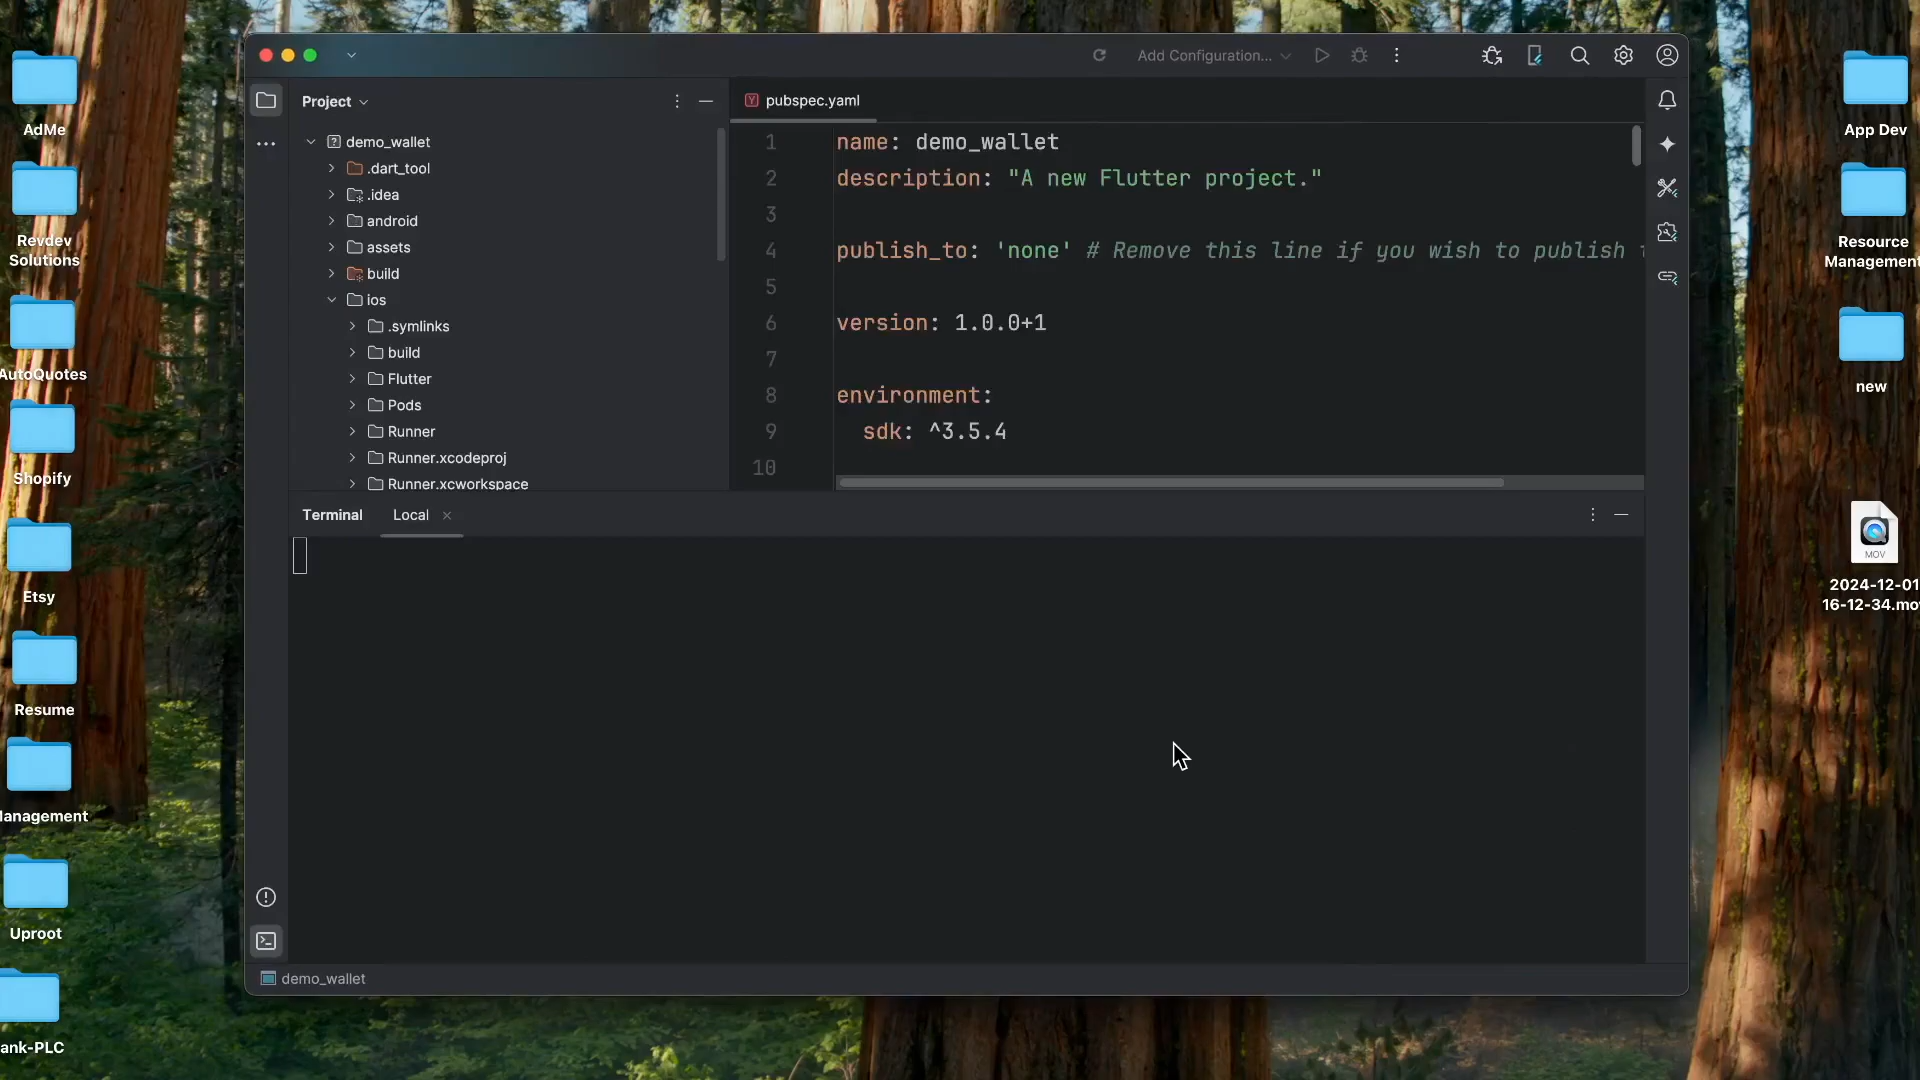 Add Configuration...
Project
pubspec.yaml
demo_wallet
.dart_tool
.idea
android
assets
build
ios
.symlinks
build
Flutter
Pods
Runner
Runner.xcodeproj
Runner.xcworkspace
1 name: demo_wallet
2 description: "A new Flutter project."
3
4 publish_to: 'none' # Remove this line if you wish to publish
5
6 version: 1.0.0+1
7
8 environment:
9 sdk: ^3.5.4
10
Terminal
Local
demo_wallet
AdMe
Revdev
Solutions
AutoQuotes
Shopify
Etsy
Resume
anagement
Uproot
ank-PLC
App Dev
Resource
Management
new
MOV
2024-12-01
16-12-34.mov